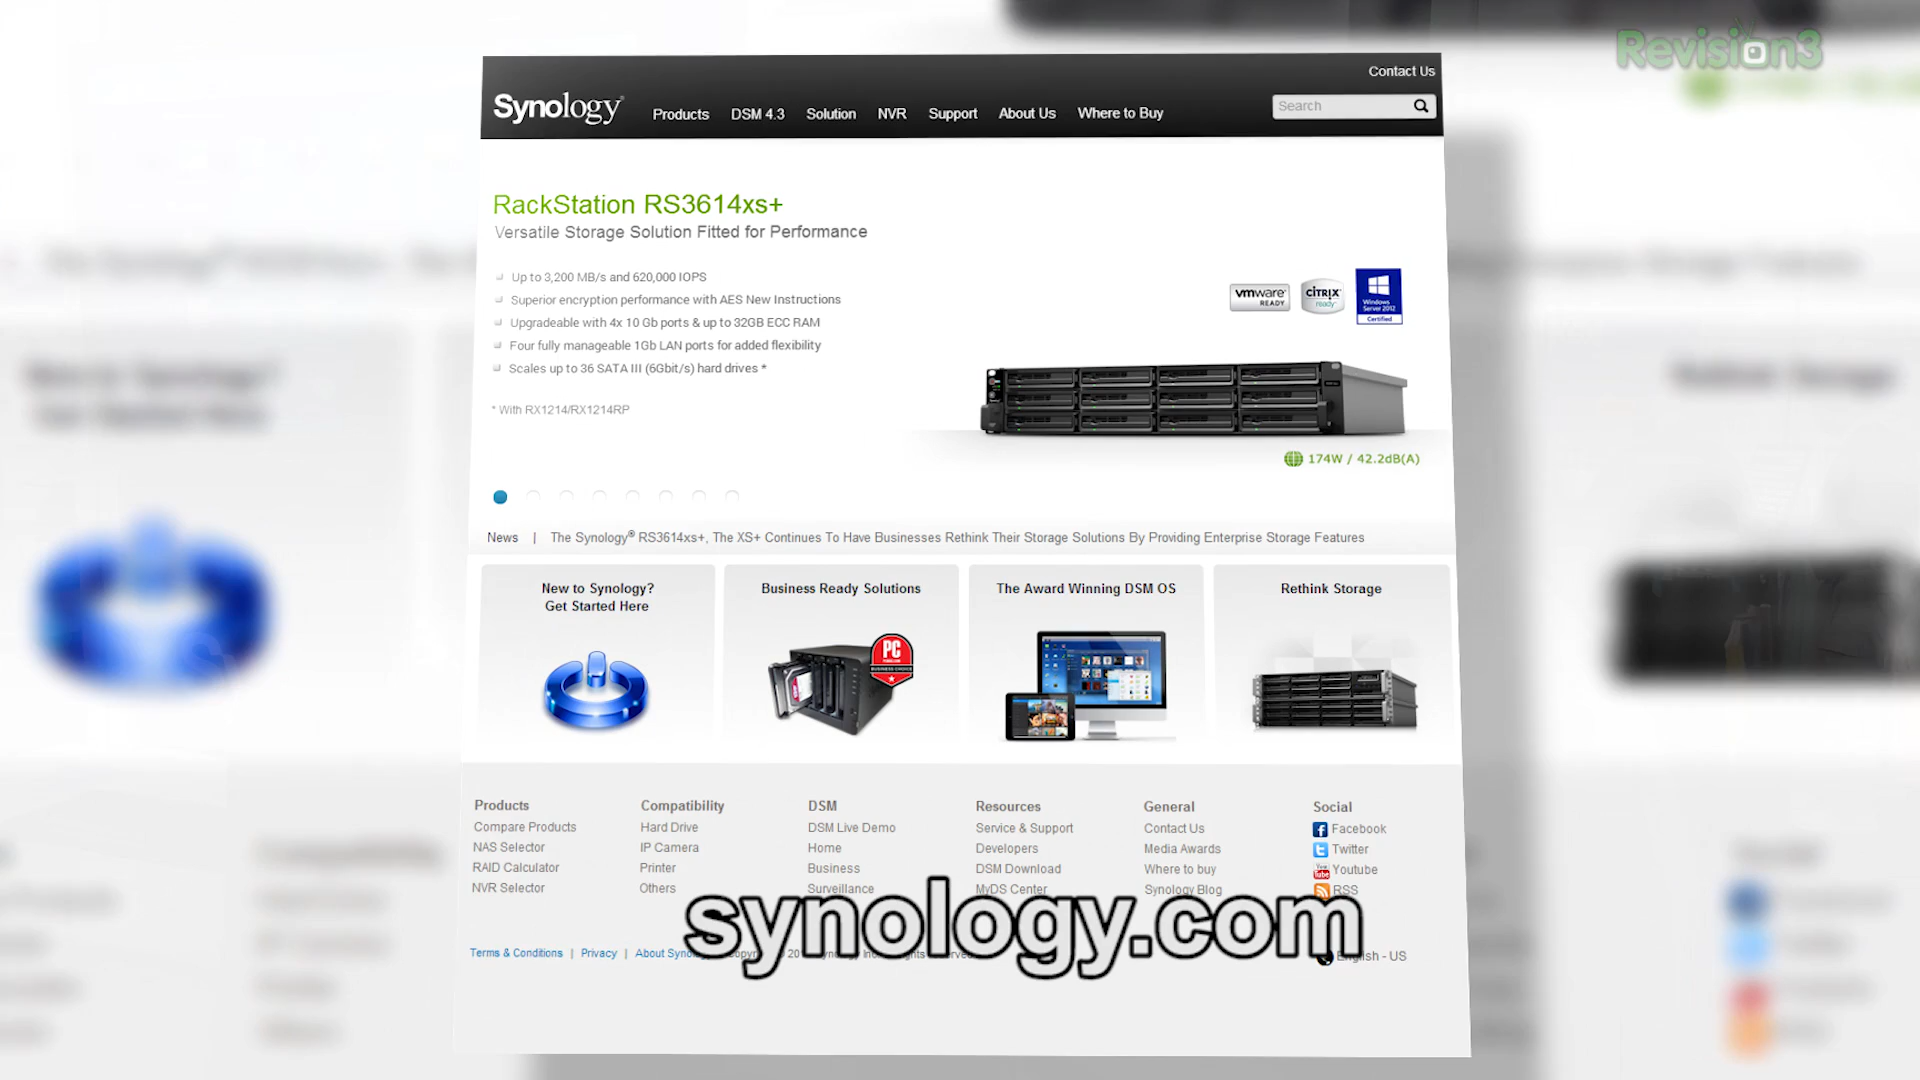 Revision3
Contact Us
Synology
Products DSM 4.3 Solution NVR Support About Us Where to Buy
Search
RackStation RS3614xs+
Versatile Storage Solution Fitted for Performance
Up to 3,200 MB/s and 620,000 IOPS
Superior encryption performance with AES New Instructions
Upgradeable with 4x 10 Gb ports & up to 32GB ECC RAM
Four fully manageable 1Gb LAN ports for added flexibility
Scales up to 36 SATA III (6Gbit/s) hard drives *
* With RX1214/RX1214RP
vmware READY
CITRIX ready
Windows Server 2012 Certified
174W / 42.2dB(A)
News | The Synology® RS3614xs+, The XS+ Continues To Have Businesses Rethink Their Storage Solutions By Providing Enterprise Storage Features
New to Synology?
Get Started Here
Business Ready Solutions
PC
BUSINESS CHOICE
The Award Winning DSM OS
Rethink Storage
Products
Compare Products
NAS Selector
RAID Calculator
NVR Selector
Compatibility
Hard Drive
IP Camera
Printer
Others
DSM
DSM Live Demo
Home
Business
Surveillance
Resources
Service & Support
Developers
DSM Download
MyDS Center
General
Contact Us
Media Awards
Where to buy
Synology Blog
Social
Facebook
Twitter
Youtube
RSS
synology.com
Terms & Conditions | Privacy | About
English - US